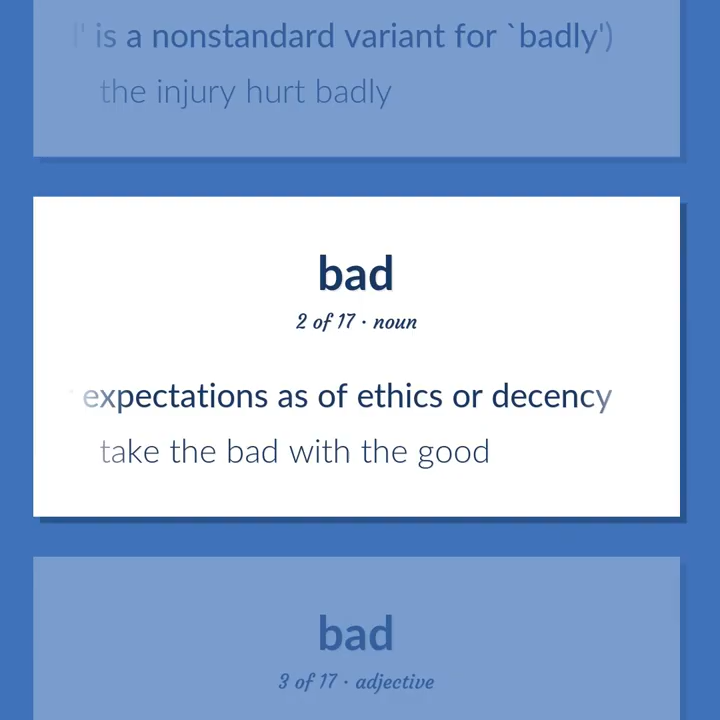 is a nonstandard variant for `badly')
the injury hurt badly
bad
2 of 17 · noun
expectations as of ethics or decency
take the bad with the good
bad
3 of 17 · adjective